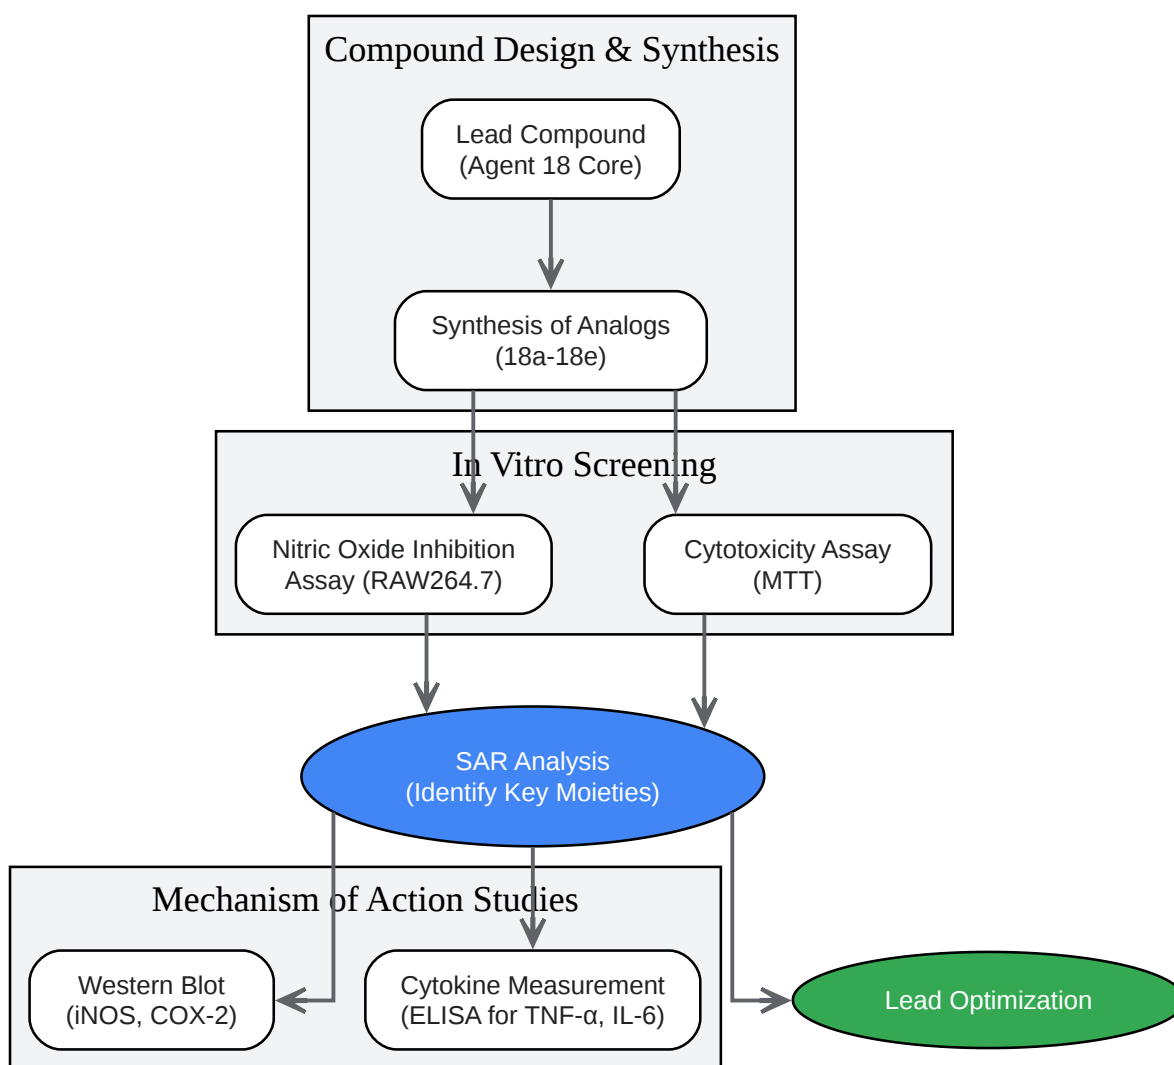 Compound Design & Synthesis
Lead Compound
(Agent 18 Core)
Synthesis of Analogs
(18a-18e)
In Vitro Screening
Nitric Oxide Inhibition
Assay (RAW264.7)
Cytotoxicity Assay
(MTT)
SAR Analysis
(Identify Key Moieties)
Mechanism of Action Studies
Western Blot
(iNOS, COX-2)
Cytokine Measurement
(ELISA for TNF-α, IL-6)
Lead Optimization